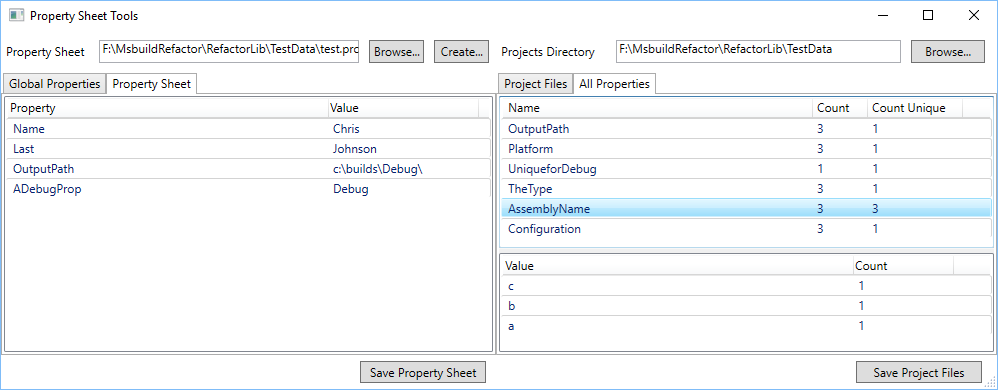 Property Sheet Tools
Property Sheet F:\MsbuildRefactor\RefactorLib\TestData\test.pro Browse... Create... Projects Directory F:\MsbuildRefactor\RefactorLib\TestData Browse...
Global Properties Property Sheet Project Files All Properties
Property Value
Name Chris
Last Johnson
OutputPath c:\builds\Debug\
ADebugProp Debug
Name Count Count Unique
OutputPath 3 1
Platform 3 1
UniqueforDebug 1 1
TheType 3 1
AssemblyName 3 3
Configuration 3 1
Value Count
c 1
b 1
a 1
Save Property Sheet Save Project Files